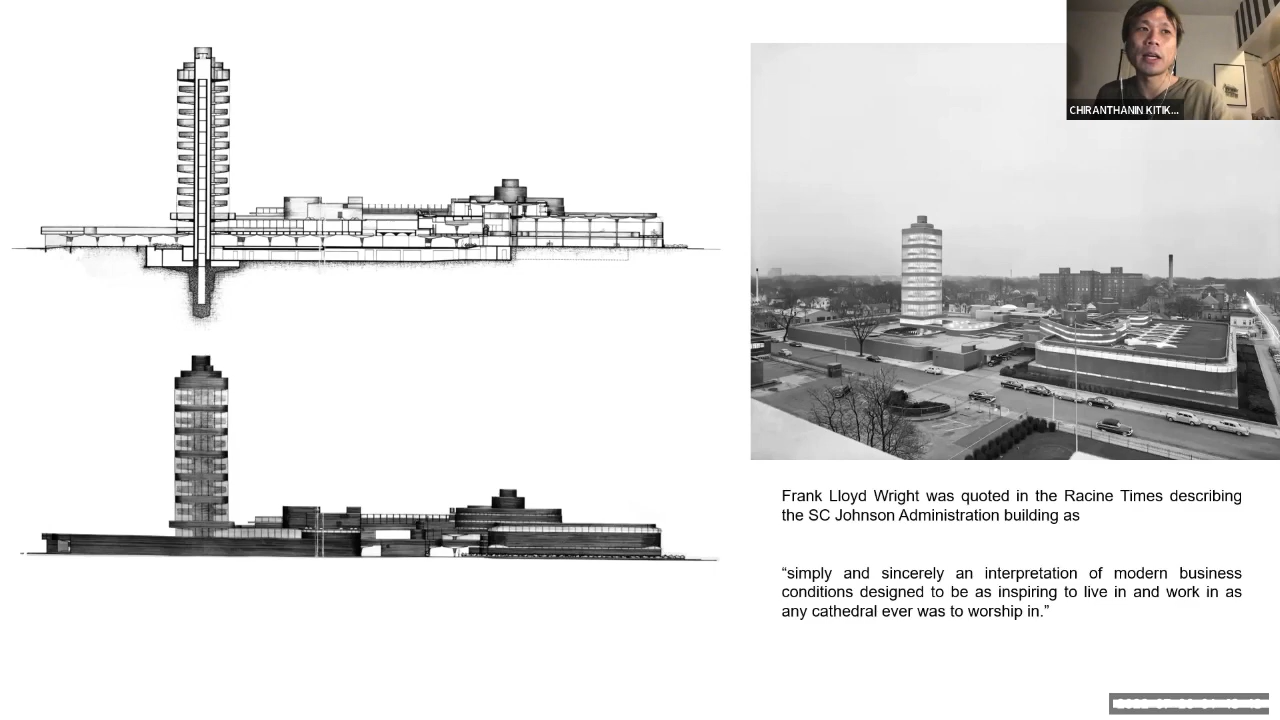 CHIRANTHANIN KITIK...
Frank Lloyd Wright was quoted in the Racine Times describing
the SC Johnson Administration building as
“simply and sincerely an interpretation of modern business
conditions designed to be as inspiring to live in and work in as
any cathedral ever was to worship in.”